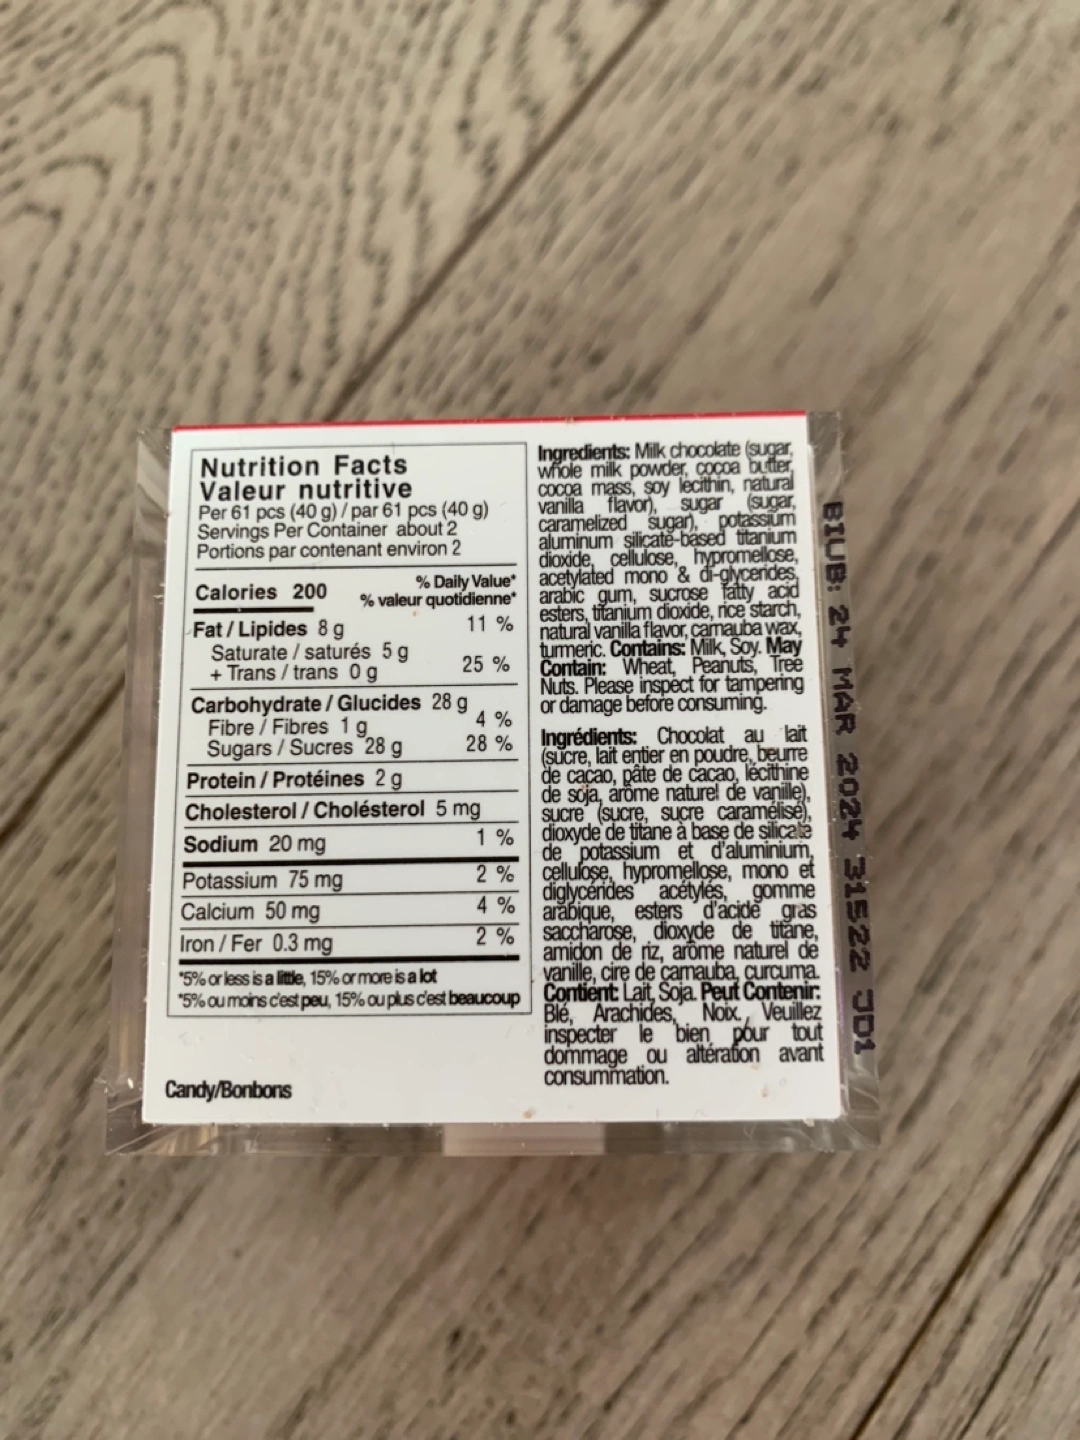 Nutrition Facts
Valeur nutritive
Per 61 pcs (40 g) / par 61 pcs (40 g)
Servings Per Container about 2
Portions par contenant environ 2
Calories 200
% Daily Value*
% valeur quotidienne*
Fat / Lipides 8 g 11 %
Saturate / saturés 5 g
+ Trans / trans 0 g 25 %
Carbohydrate / Glucides 28 g
Fibre / Fibres 1 g 4 %
Sugars / Sucres 28 g 28 %
Protein / Protéines 2 g
Cholesterol / Choléstérol 5 mg
Sodium 20 mg 1 %
Potassium 75 mg 2 %
Calcium 50 mg 4 %
Iron / Fer 0.3 mg 2 %
*5% or less is a little, 15% or more is a lot
*5% ou moins c'est peu, 15% ou plus c'est beaucoup
Candy/Bonbons
Ingredients: Milk chocolate (sugar,
whole milk powder, cocoa butter,
cocoa mass, soy lecithin, natural
vanilla flavor), sugar (sugar,
caramelized sugar), potassium
aluminum silicate-based titanium
dioxide, cellulose, hypromellose,
acetylated mono & di-glycerides,
arabic gum, sucrose fatty acid
esters, titanium dioxide, rice starch,
natural vanilla flavor, carnauba wax,
turmeric. Contains: Milk, Soy. May
Contain: Wheat, Peanuts, Tree
Nuts. Please inspect for tampering
or damage before consuming.
Ingrédients: Chocolat au lait
(sucre, lait entier en poudre, beurre
de cacao, pâte de cacao, lécithine
de soja, arôme naturel de vanille),
sucre (sucre, sucre caramélisé),
dioxyde de titane à base de silicate
de potassium et d'aluminium,
cellulose, hypromellose, mono et
diglycérides acétylés, gomme
arabique, esters d'acide gras
saccharose, dioxyde de titane,
amidon de riz, arôme naturel de
vanille, cire de carnauba, curcuma.
Contient: Lait, Soja. Peut Contenir:
Blé, Arachides, Noix. Veuillez
inspecter le bien pour tout
dommage ou altération avant
consummation.
BIUB: 24 MAR 2024 31522 JD1